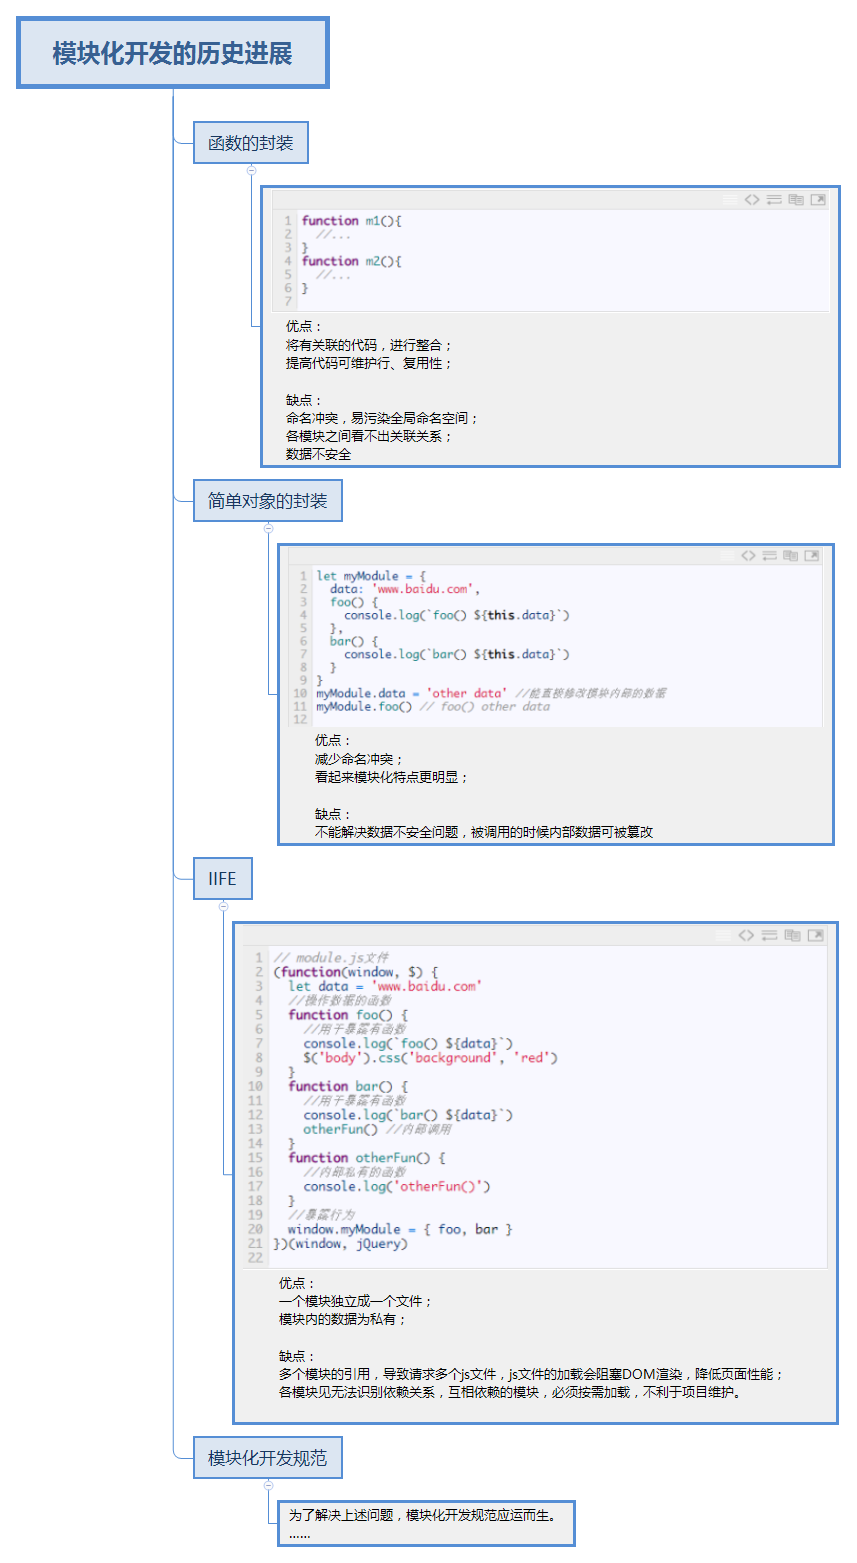 模块化开发的历史进展
函数的封装
1 function m1(){
2 //...
3 }
4 function m2(){
5 //...
6 }
7
优点：
将有关联的代码，进行整合；
提高代码可维护行、复用性；
缺点：
命名冲突，易污染全局命名空间；
各模块之间看不出关联关系；
数据不安全
简单对象的封装
1 let myModule = {
2 data: 'www.baidu.com',
3 foo() {
4 console.log(`foo() ${this.data}`)
5 },
6 bar() {
7 console.log(`bar() ${this.data}`)
8 }
9 }
10 myModule.data = 'other data' //能直接修改模块内部的数据
11 myModule.foo() // foo() other data
12
优点：
减少命名冲突；
看起来模块化特点更明显；
缺点：
不能解决数据不安全问题，被调用的时候内部数据可被篡改
IIFE
1 // module.js文件
2 (function(window, $) {
3 let data = 'www.baidu.com'
4 //操作数据的函数
5 function foo() {
6 //用于暴露有函数
7 console.log(`foo() ${data}`)
8 $('body').css('background', 'red')
9 }
10 function bar() {
11 //用于暴露有函数
12 console.log(`bar() ${data}`)
13 otherFun() //内部调用
14 }
15 function otherFun() {
16 //内部私有的函数
17 console.log('otherFun()')
18 }
19 //暴露行为
20 window.myModule = { foo, bar }
21 })(window, jQuery)
22
优点：
一个模块独立成一个文件；
模块内的数据为私有；
缺点：
多个模块的引用，导致请求多个js文件，js文件的加载会阻塞DOM渲染，降低页面性能；
各模块见无法识别依赖关系，互相依赖的模块，必须按需加载，不利于项目维护。
模块化开发规范
为了解决上述问题，模块化开发规范应运而生。
......